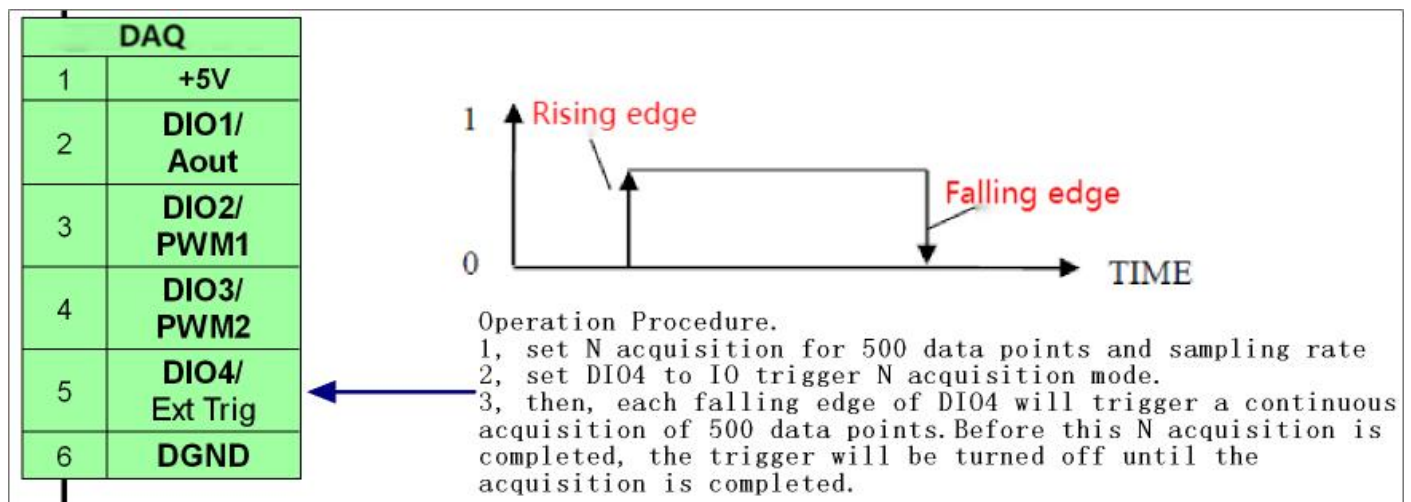 DAQ
1 +5V
2 DIO1/
Aout
3 DIO2/
PWM1
4 DIO3/
PWM2
5 DIO4/
Ext Trig
6 DGND
1
Rising edge
Falling edge
0
TIME
Operation Procedure.
1, set N acquisition for 500 data points and sampling rate
2, set DIO4 to IO trigger N acquisition mode.
3, then, each falling edge of DIO4 will trigger a continuous
acquisition of 500 data points.Before this N acquisition is
completed, the trigger will be turned off until the
acquisition is completed.